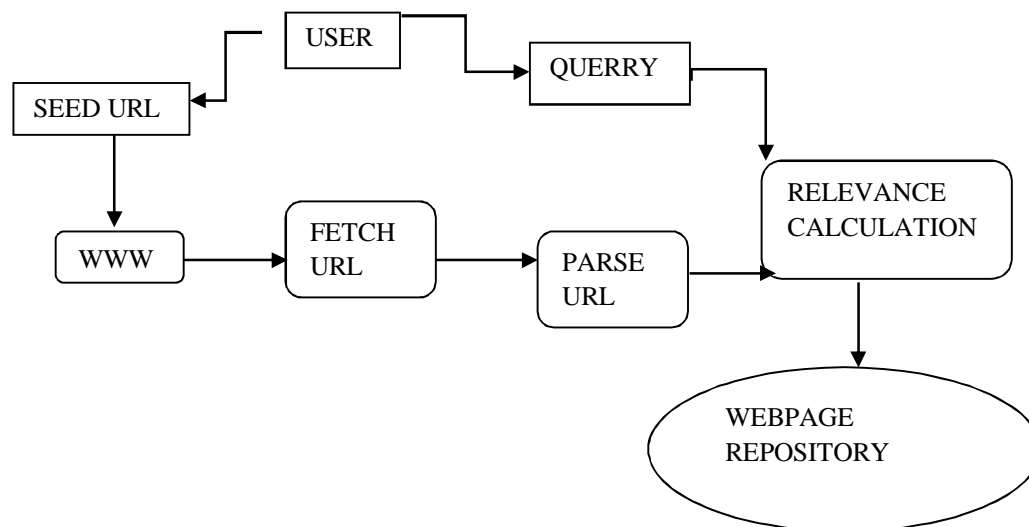 USER
QUERRY
SEED URL
RELEVANCE
CALCULATION
FETCH
URL
WWW
PARSE
URL
WEBPAGE
REPOSITORY